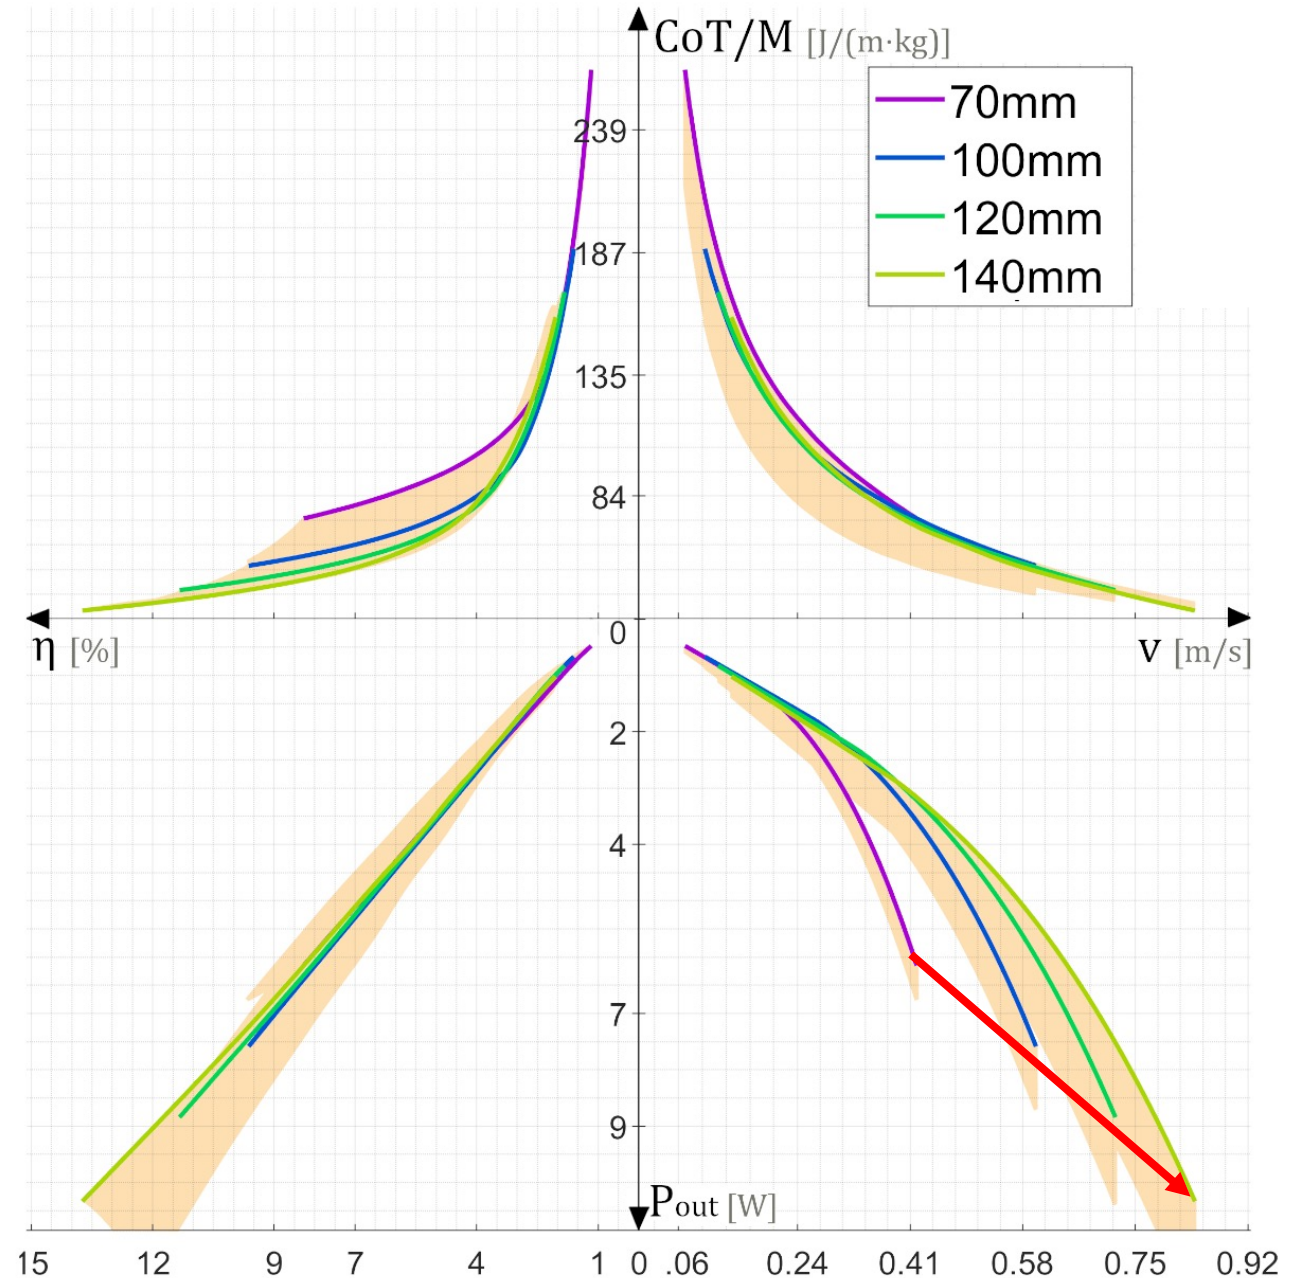 CoT/M [J/(m·kg)]
70mm
100mm
120mm
140mm
239
187
135
84
0
η [%]
v [m/s]
2
4
7
9
Pout [W]
15 12 9 7 4 1 0 .06 0.24 0.41 0.58 0.75 0.92